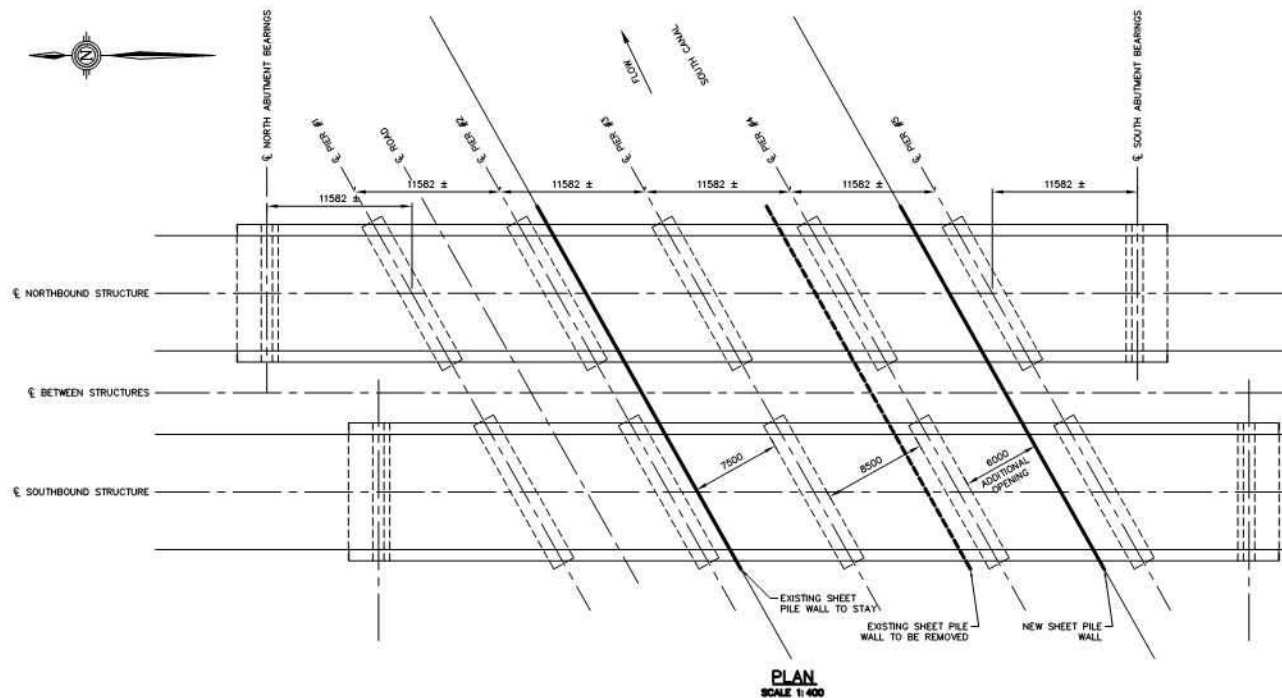 N
℄ NORTH ABUTMENT BEARINGS
℄ PIER #1
℄ ROAD
℄ PIER #2
FLOW
SOUTH CANAL
℄ PIER #3
℄ PIER #4
℄ PIER #5
℄ SOUTH ABUTMENT BEARINGS
11582 ±
11582 ±
11582 ±
11582 ±
11582 ±
11582 ±
℄ NORTHBOUND STRUCTURE
℄ BETWEEN STRUCTURES
℄ SOUTHBOUND STRUCTURE
7500
8500
6000
ADDITIONAL
OPENING
EXISTING SHEET
PILE WALL TO STAY
EXISTING SHEET PILE
WALL TO BE REMOVED
NEW SHEET PILE
WALL
PLAN
SCALE 1:400